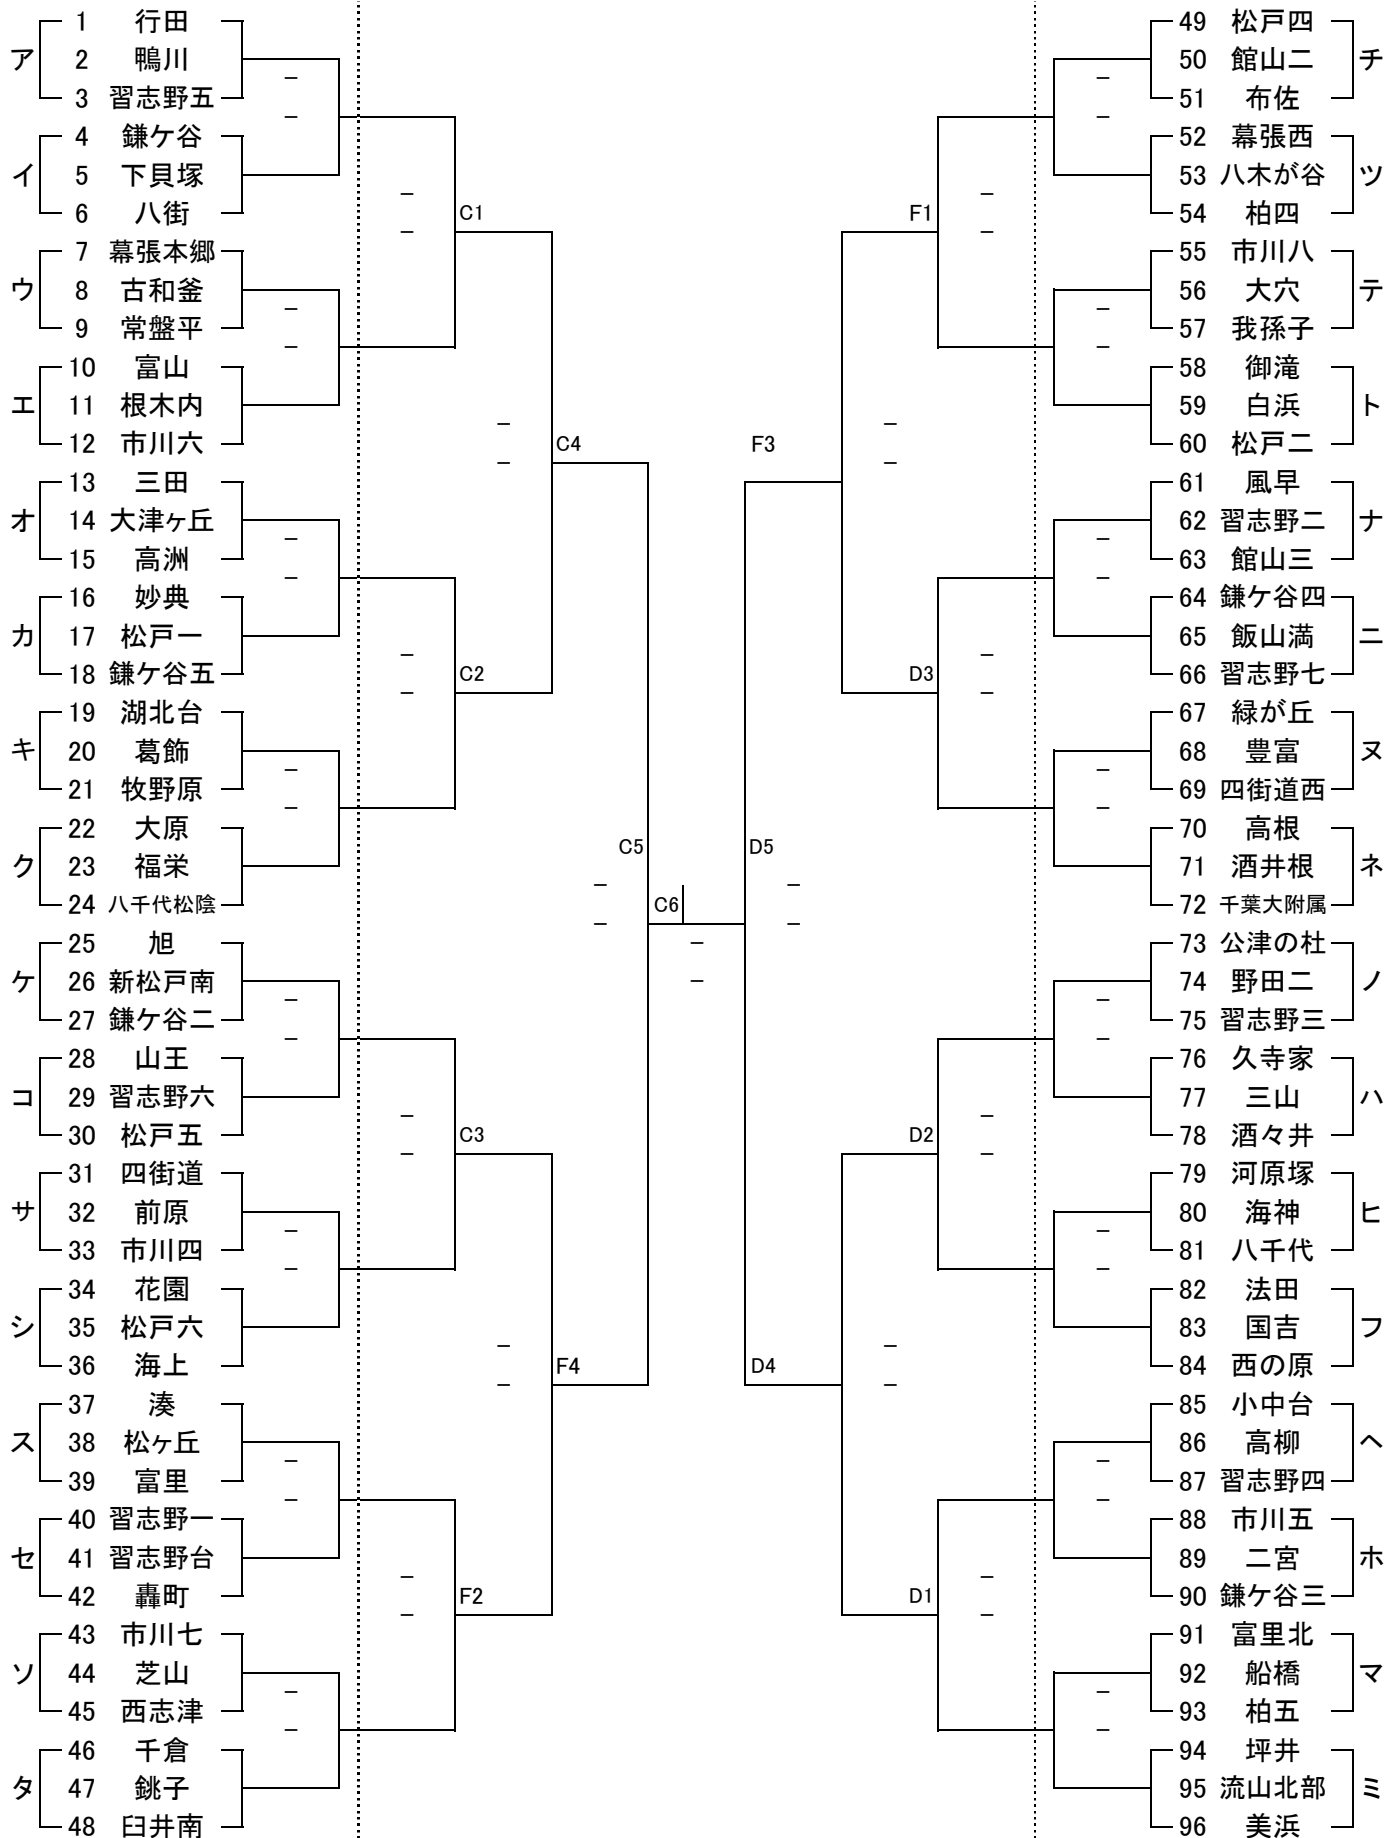 ア
1 行田
2 鴨川
3 習志野五
イ
4 鎌ケ谷
5 下貝塚
6 八街
ウ
7 幕張本郷
8 古和釜
9 常盤平
エ
10 富山
11 根木内
12 市川六
オ
13 三田
14 大津ヶ丘
15 高洲
カ
16 妙典
17 松戸一
18 鎌ケ谷五
キ
19 湖北台
20 葛飾
21 牧野原
ク
22 大原
23 福栄
24 八千代松陰
ケ
25 旭
26 新松戸南
27 鎌ケ谷二
コ
28 山王
29 習志野六
30 松戸五
サ
31 四街道
32 前原
33 市川四
シ
34 花園
35 松戸六
36 海上
ス
37 湊
38 松ヶ丘
39 富里
セ
40 習志野一
41 習志野台
42 轟町
ソ
43 市川七
44 芝山
45 西志津
タ
46 千倉
47 銚子
48 臼井南
C1
C2
C3
F2
C4
F4
C5
C6
D5
F3
D4
F1
D3
D2
D1
49 松戸四
50 館山二
51 布佐
チ
52 幕張西
53 八木が谷
54 柏四
ツ
55 市川八
56 大穴
57 我孫子
テ
58 御滝
59 白浜
60 松戸二
ト
61 風早
62 習志野二
63 館山三
ナ
64 鎌ケ谷四
65 飯山満
66 習志野七
ニ
67 緑が丘
68 豊富
69 四街道西
ヌ
70 高根
71 酒井根
72 千葉大附属
ネ
73 公津の杜
74 野田二
75 習志野三
ノ
76 久寺家
77 三山
78 酒々井
ハ
79 河原塚
80 海神
81 八千代
ヒ
82 法田
83 国吉
84 西の原
フ
85 小中台
86 高柳
87 習志野四
ヘ
88 市川五
89 二宮
90 鎌ケ谷三
ホ
91 富里北
92 船橋
93 柏五
マ
94 坪井
95 流山北部
96 美浜
ミ